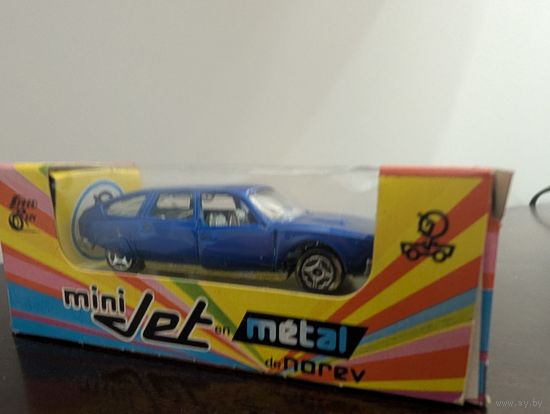 mini Jet en métal
de norev
www.ay.by